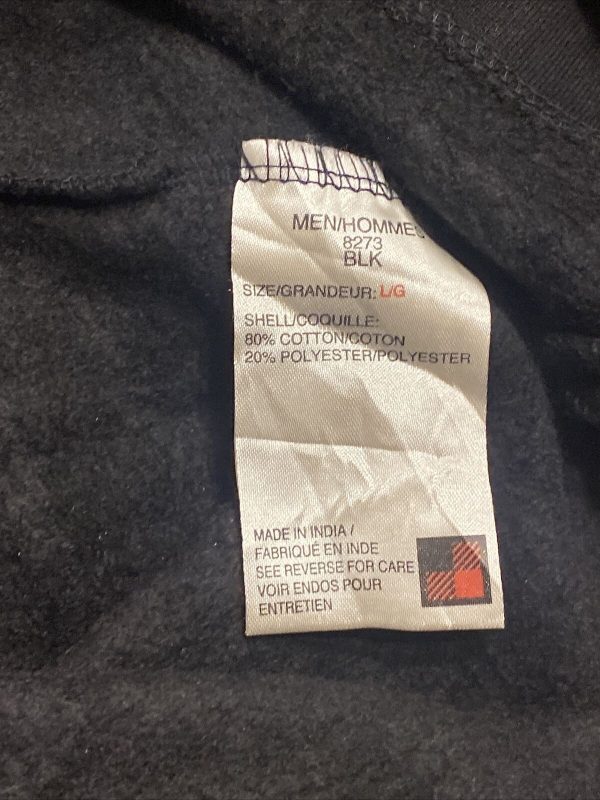 MEN/HOMMES
8273
BLK
SIZE/GRANDEUR: L/G
SHELL/COQUILLE:
80% COTTON/COTON
20% POLYESTER/POLYESTER
MADE IN INDIA /
FABRIQUÉ EN INDE
SEE REVERSE FOR CARE
VOIR ENDOS POUR
ENTRETIEN